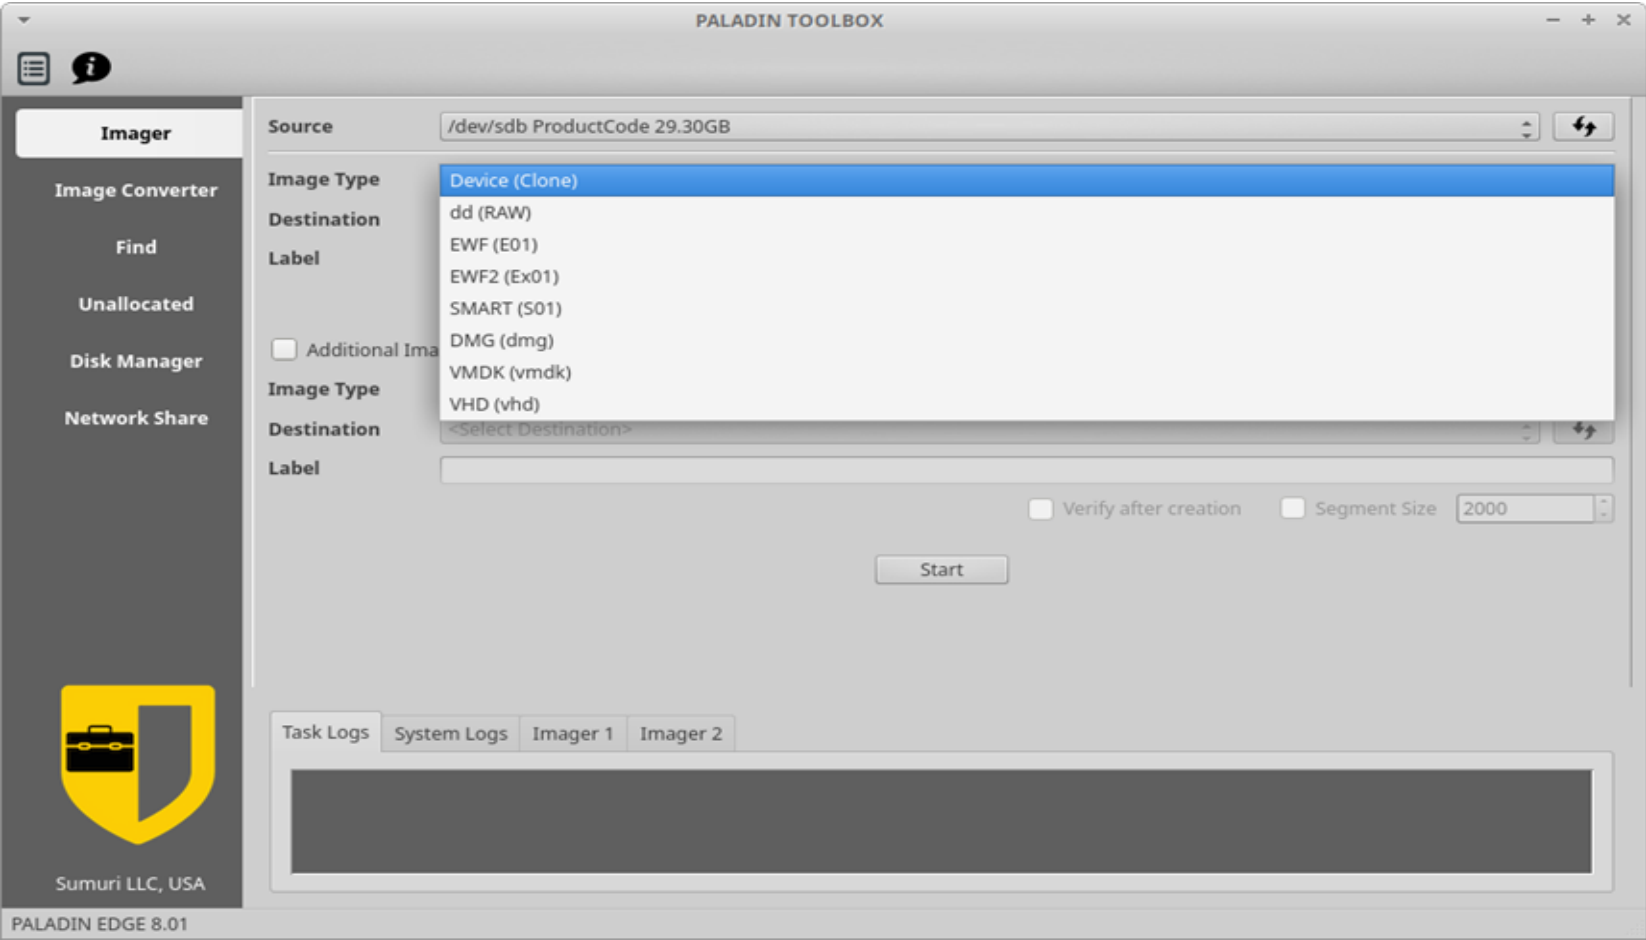 PALADIN TOOLBOX
Imager
Image Converter
Find
Unallocated
Disk Manager
Network Share
Sumuri LLC, USA
Source /dev/sdb ProductCode 29.30GB
Image Type Device (Clone)
dd (RAW)
Destination
EWF (E01)
Label
EWF2 (Ex01)
SMART (S01)
DMG (dmg)
Additional Ima
VMDK (vmdk)
Image Type
VHD (vhd)
Destination <Select Destination>
Label
Verify after creation Segment Size 2000
Start
Task Logs System Logs Imager 1 Imager 2
PALADIN EDGE 8.01